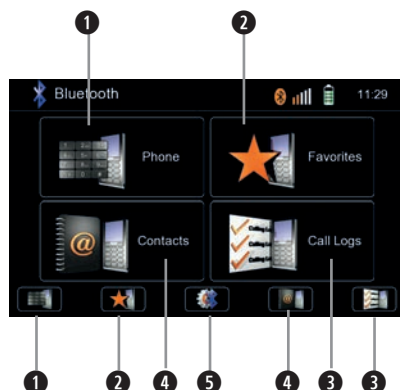 1 2
Bluetooth 11:29
Phone Favorites
@ Contacts Call Logs
1 2 4 5 4 3 3